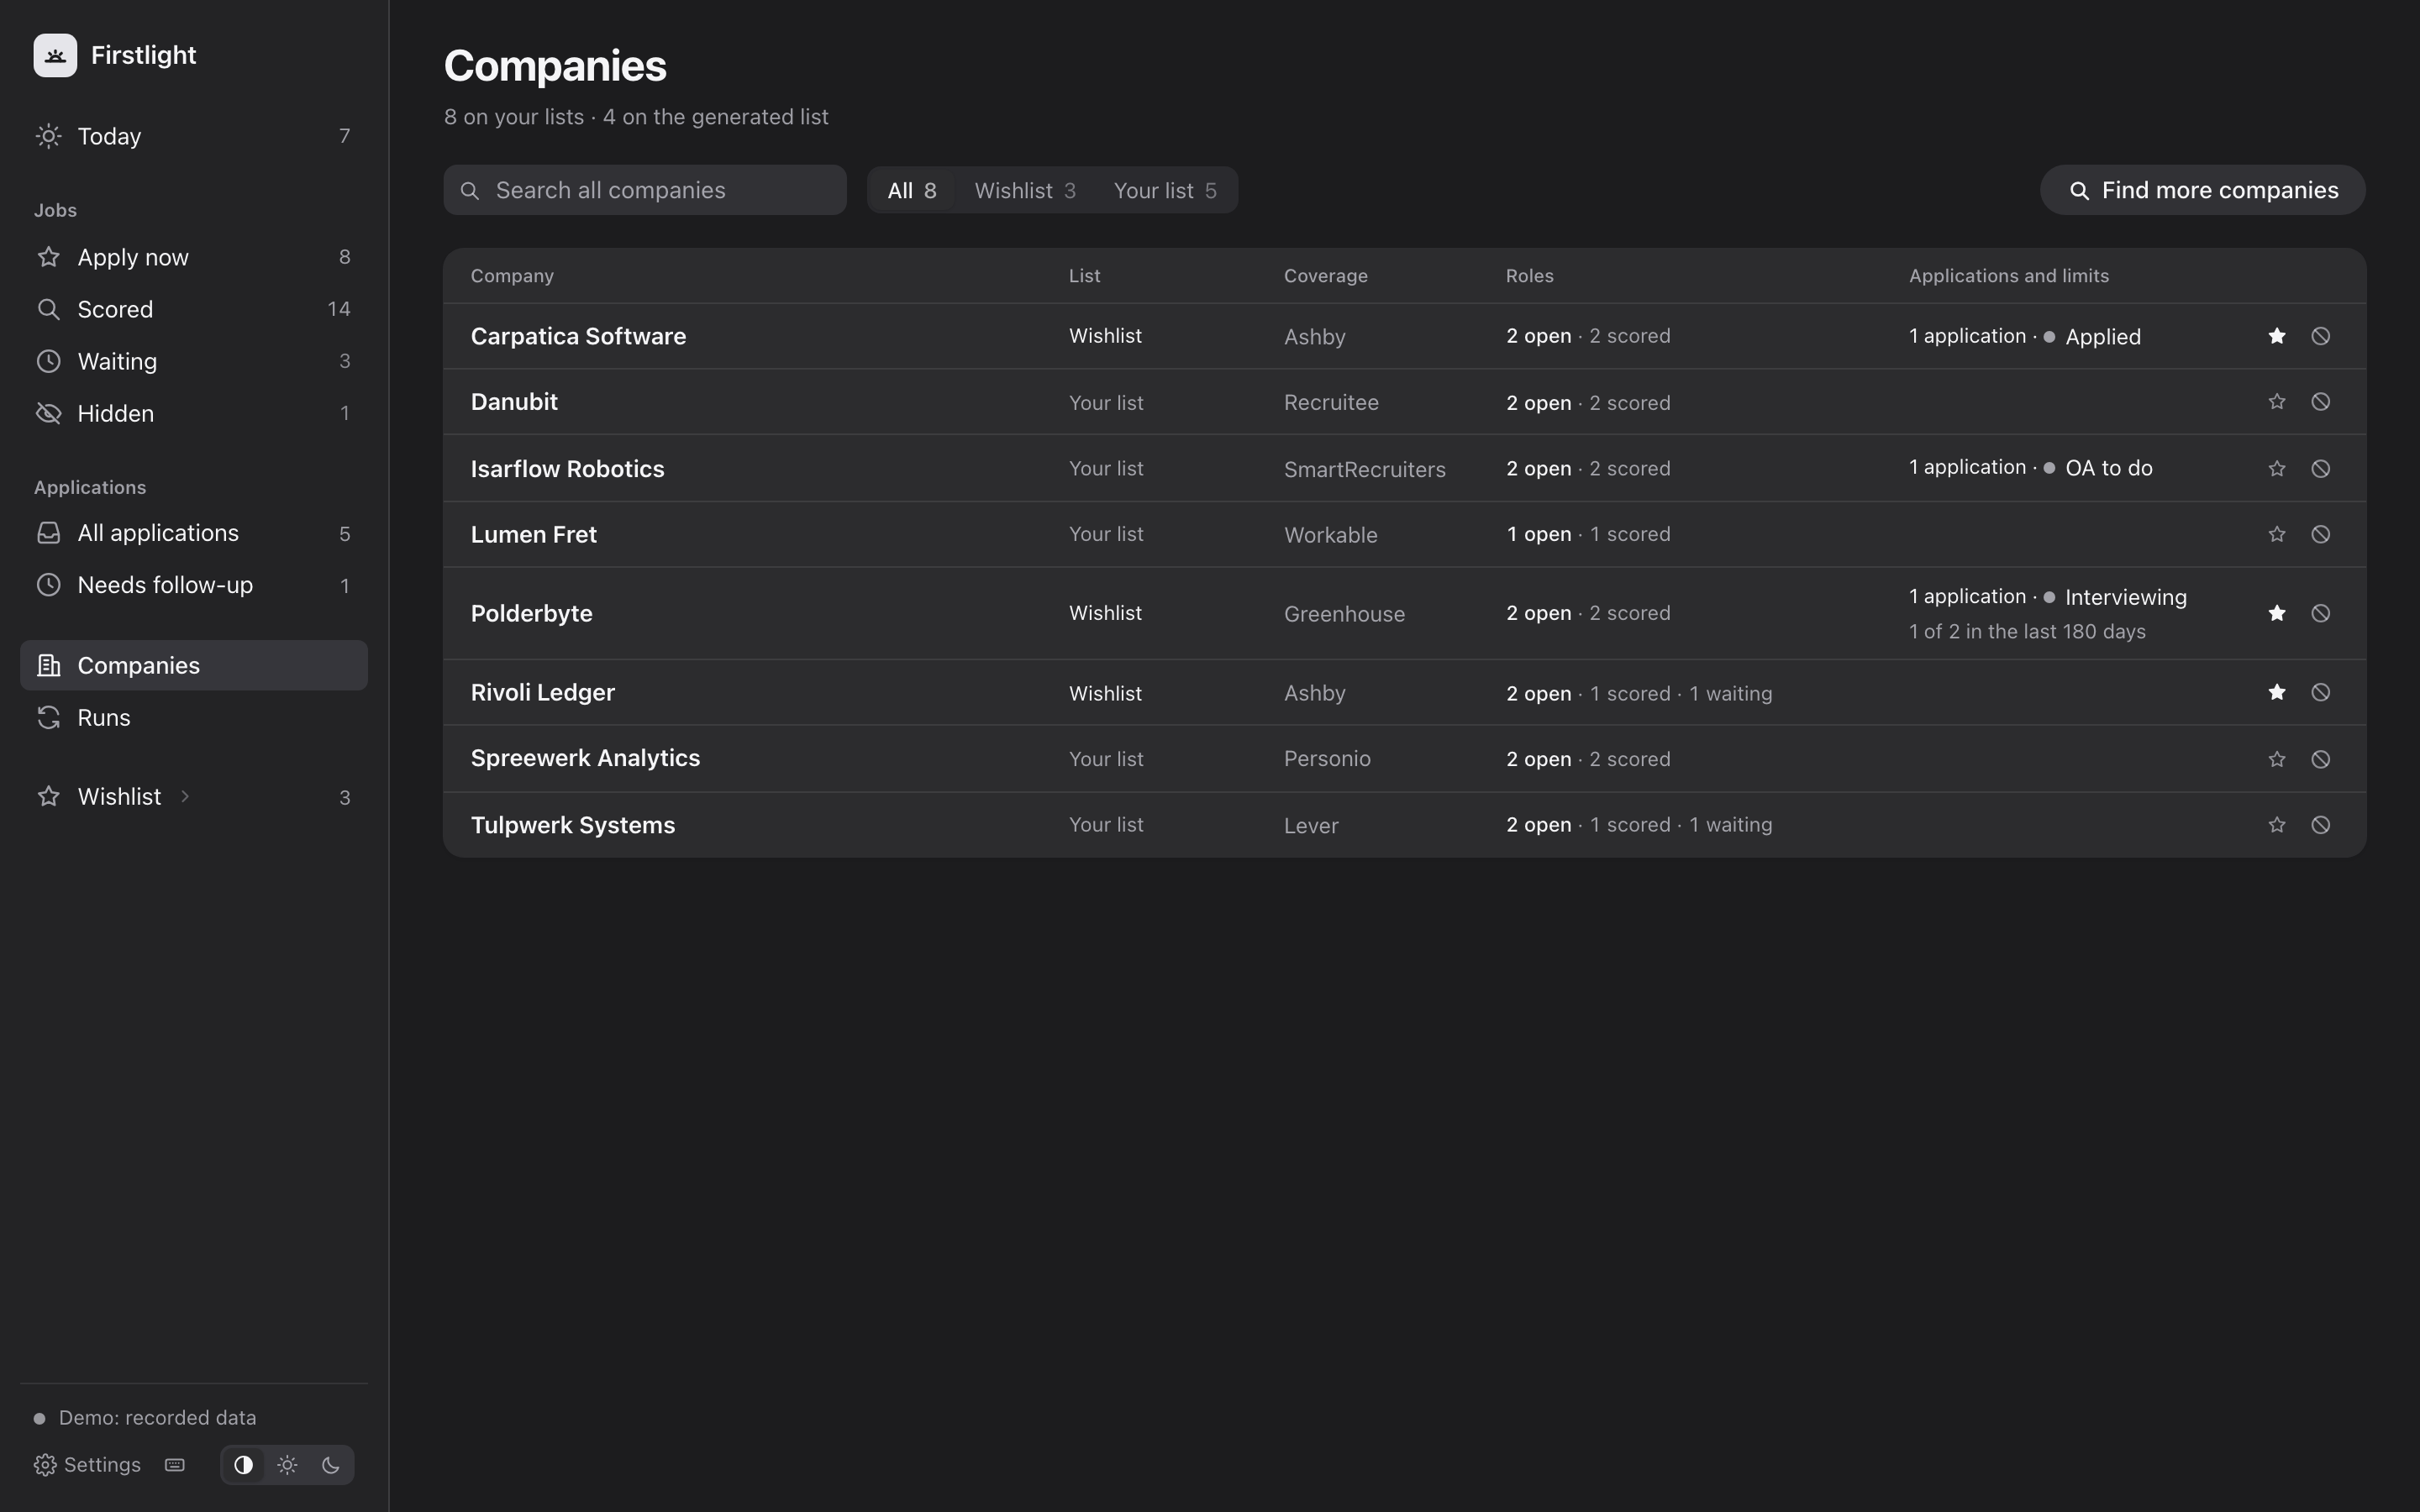 Firstlight
Today 7
Jobs
Apply now 8
Scored 14
Waiting 3
Hidden 1
Applications
All applications 5
Needs follow-up 1
Companies
Runs
Wishlist 3
Demo: recorded data
Settings
Companies
8 on your lists · 4 on the generated list
Search all companies
All 8 Wishlist 3 Your list 5
Find more companies
Company List Coverage Roles Applications and limits
Carpatica Software Wishlist Ashby 2 open · 2 scored 1 application · Applied
Danubit Your list Recruitee 2 open · 2 scored
Isarflow Robotics Your list SmartRecruiters 2 open · 2 scored 1 application · OA to do
Lumen Fret Your list Workable 1 open · 1 scored
Polderbyte Wishlist Greenhouse 2 open · 2 scored 1 application · Interviewing
1 of 2 in the last 180 days
Rivoli Ledger Wishlist Ashby 2 open · 1 scored · 1 waiting
Spreewerk Analytics Your list Personio 2 open · 2 scored
Tulpwerk Systems Your list Lever 2 open · 1 scored · 1 waiting